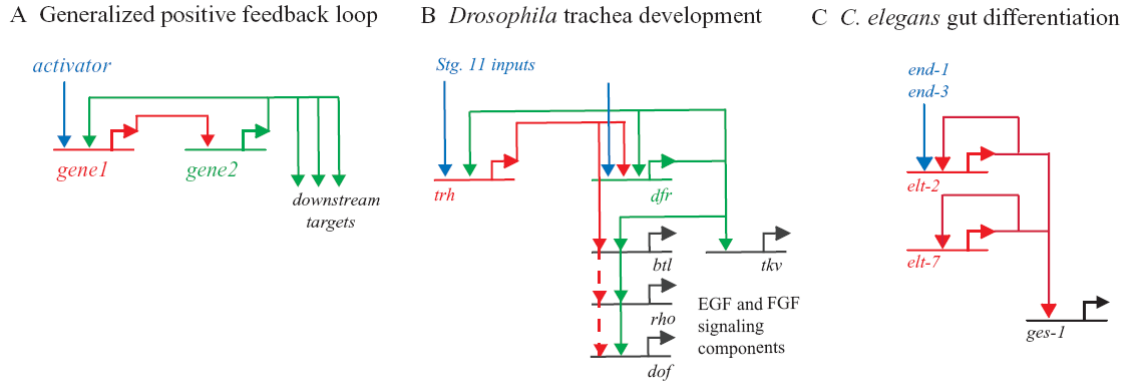 A Generalized positive feedback loop
activator
gene1
gene2
downstream
targets
B Drosophila trachea development
Stg. 11 inputs
trh
dfr
btl
tkv
rho
EGF and FGF
signaling
components
dof
C C. elegans gut differentiation
end-1
end-3
elt-2
elt-7
ges-1